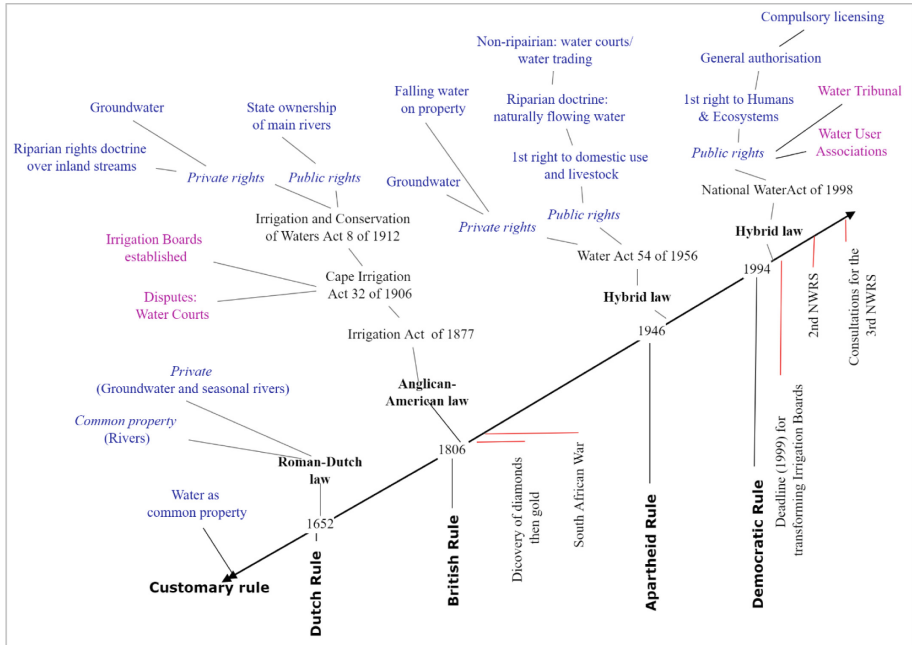 Compulsory licensing
Non-ripairian: water courts/
water trading
General authorisation
Falling water
on property
Riparian doctrine:
naturally flowing water
1st right to Humans
& Ecosystems
Water Tribunal
Groundwater
State ownership
of main rivers
Water User
Associations
Riparian rights doctrine
over inland streams
Private rights
Public rights
Groundwater
1st right to domestic use
and livestock
Public rights
National WaterAct of 1998
Irrigation and Conservation
of Waters Act 8 of 1912
Private rights
Public rights
Hybrid law
Irrigation Boards
established
Water Act 54 of 1956
Cape Irrigation
Act 32 of 1906
Disputes:
Water Courts
Hybrid law
1994
2nd NWRS
Consultations for the
3rd NWRS
Irrigation Act of 1877
1946
Private
(Groundwater and seasonal rivers)
Anglican-
American law
Common property
(Rivers)
1806
Roman-Dutch
law
Water as
common property
1652
Customary rule
Dutch Rule
British Rule
Dicovery of diamonds
then gold
South African War
Apartheid Rule
Democratic Rule
Deadline (1999) for
transforming Irrigation Boards